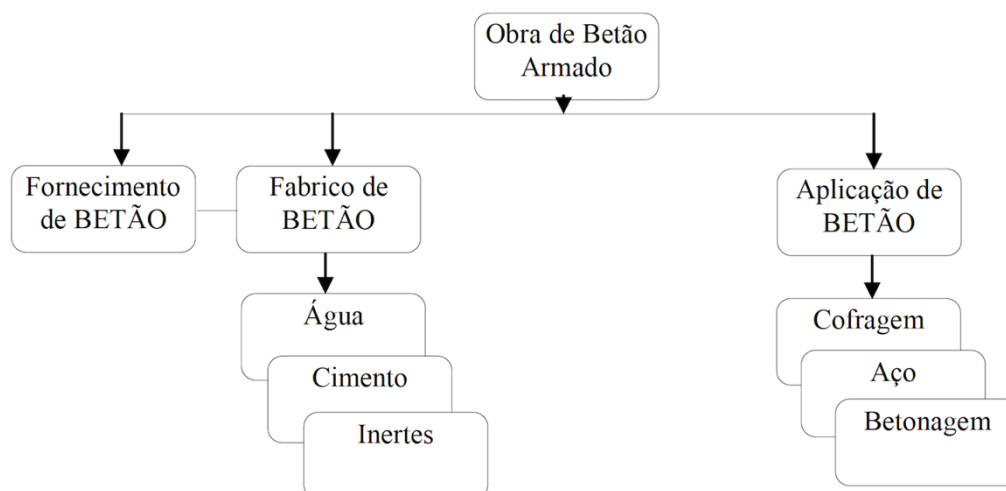 Obra de Betão
Armado
Fornecimento
de BETÃO
Fabrico de
BETÃO
Aplicação de
BETÃO
Água
Cimento
Inertes
Cofragem
Aço
Betonagem